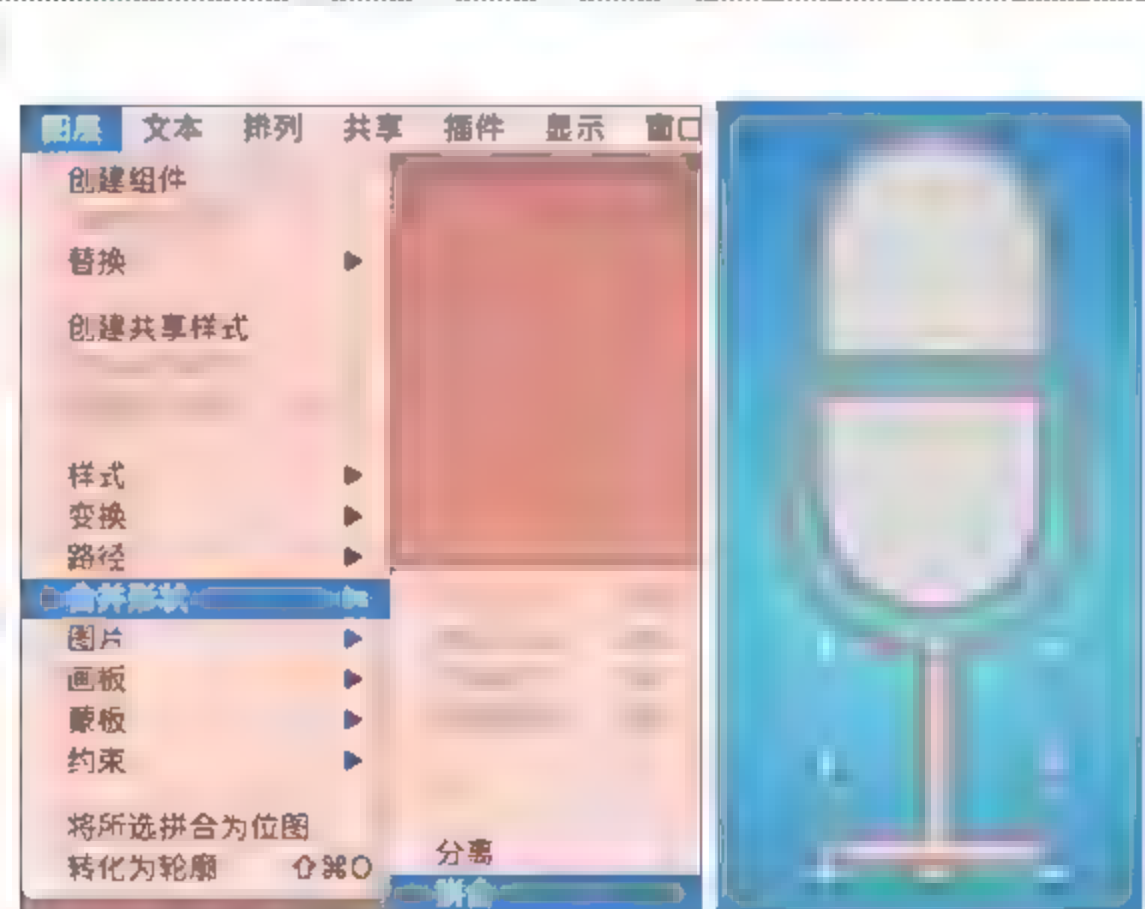 图层 文本 排列 共享 插件 显示 窗口
创建组件
替换
创建共享样式
样式
变换
路径
合并形状
图片
画板
蒙板
约束
将所选拼合为位图
转化为轮廓 ⇧⌘O
分离
拼合